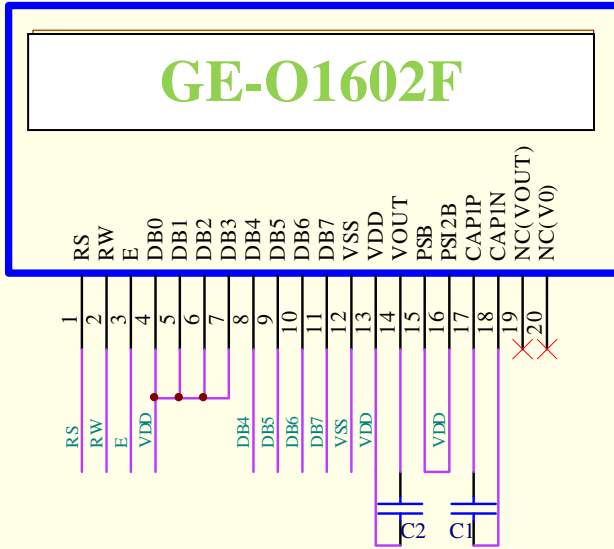 GE-O1602F
RS
RW
E
DB0
DB1
DB2
DB3
DB4
DB5
DB6
DB7
VSS
VDD
VOUT
PSB
PSI2B
CAP1P
CAP1N
NC(VOUT)
NC(V0)
1
2
3
4
5
6
7
8
9
10
11
12
13
14
15
16
17
18
19
20
RS
RW
E
VDD
DB4
DB5
DB6
DB7
VSS
VDD
VDD
C2
C1